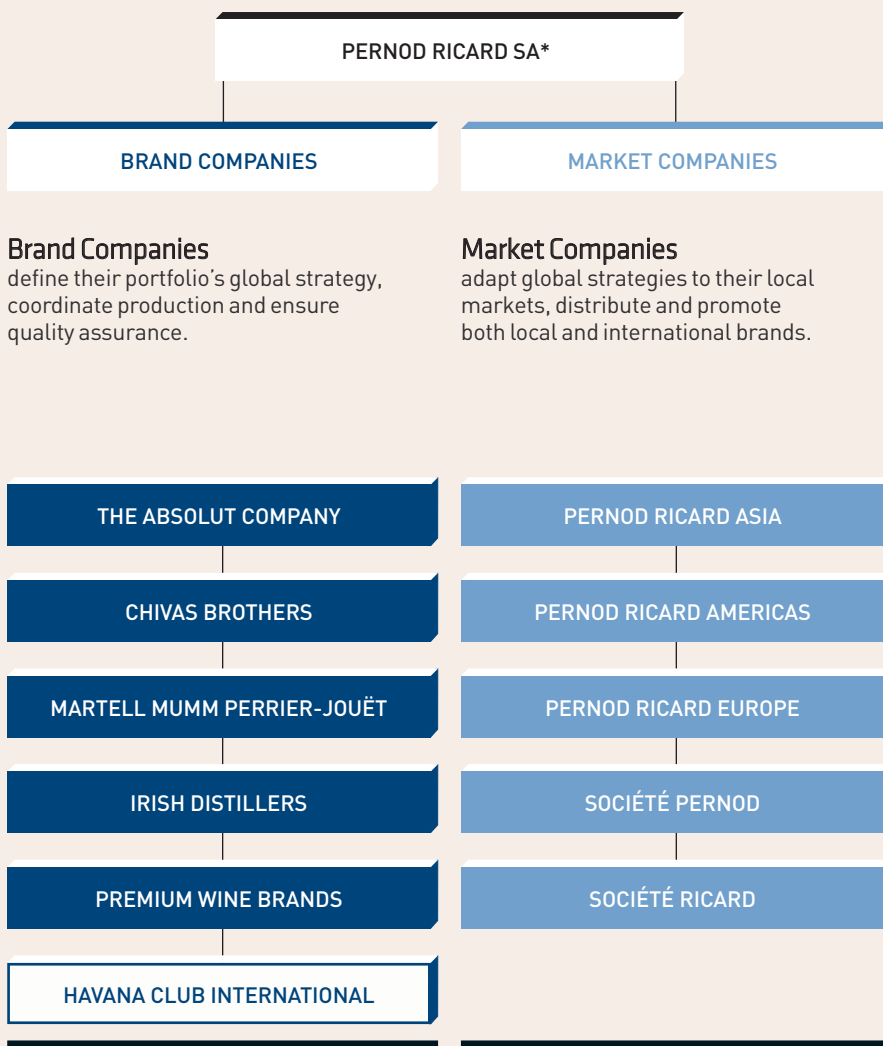 PERNOD RICARD SA*
BRAND COMPANIES
MARKET COMPANIES
Brand Companies
define their portfolio’s global strategy,
coordinate production and ensure
quality assurance.
Market Companies
adapt global strategies to their local
markets, distribute and promote
both local and international brands.
THE ABSOLUT COMPANY
CHIVAS BROTHERS
MARTELL MUMM PERRIER-JOUËT
IRISH DISTILLERS
PREMIUM WINE BRANDS
HAVANA CLUB INTERNATIONAL
PERNOD RICARD ASIA
PERNOD RICARD AMERICAS
PERNOD RICARD EUROPE
SOCIÉTÉ PERNOD
SOCIÉTÉ RICARD